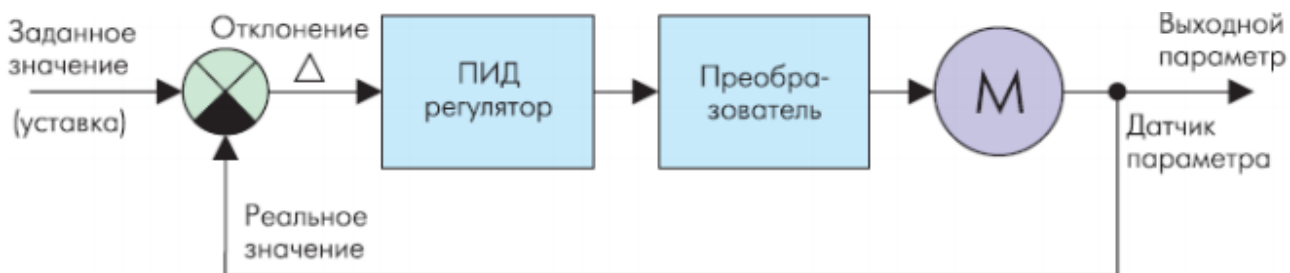 Заданное
значение
(уставка)
Отклонение
△
ПИД
регулятор
Преобра-
зователь
М
Выходной
параметр
Датчик
параметра
Реальное
значение